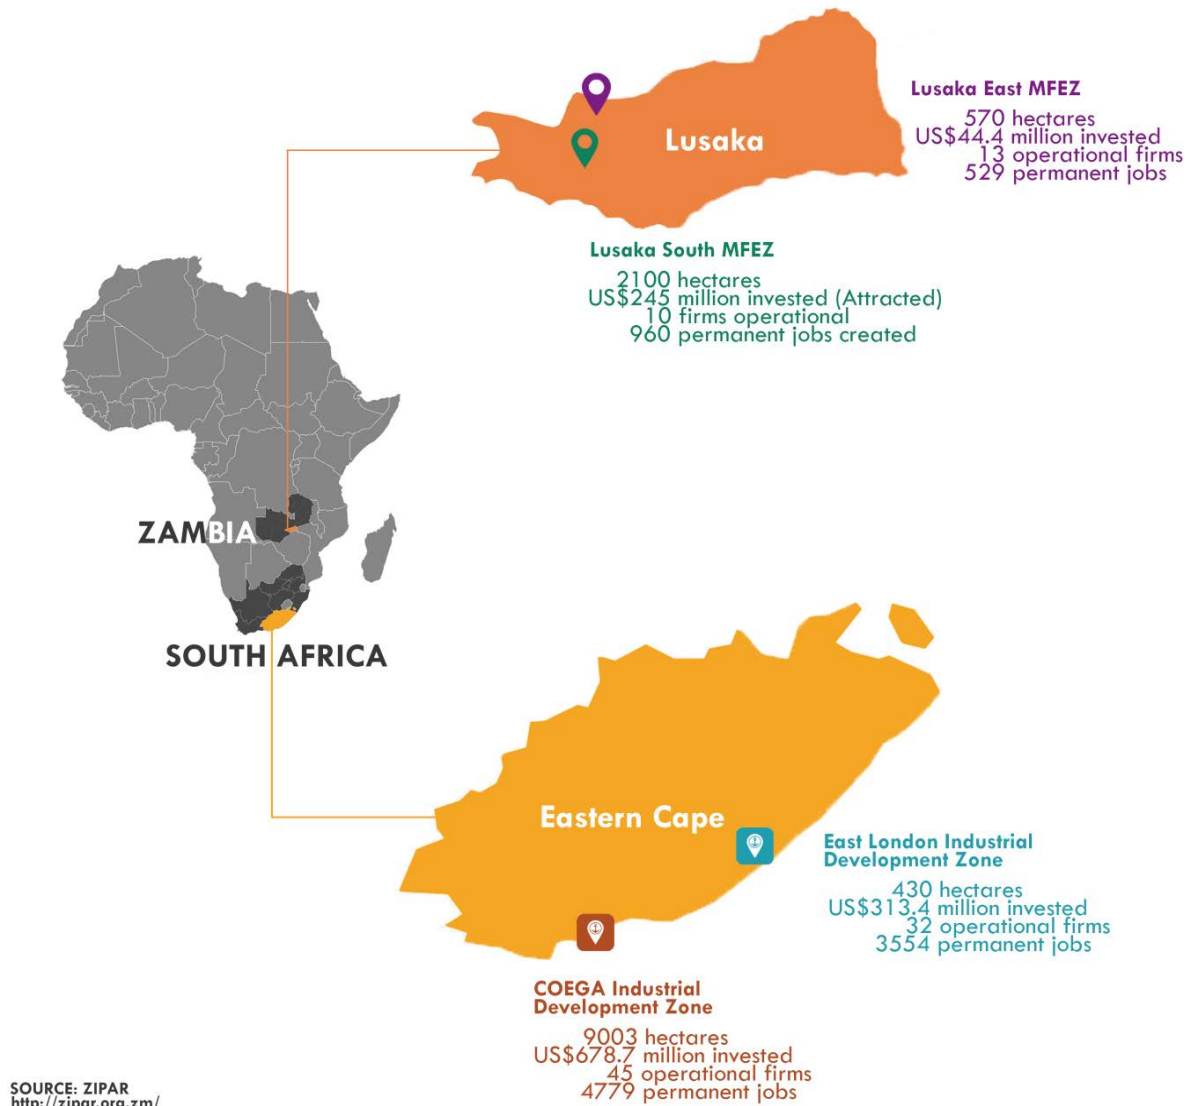 Lusaka East MFEZ
570 hectares
US$44.4 million invested
13 operational firms
529 permanent jobs
Lusaka
Lusaka South MFEZ
2100 hectares
US$245 million invested (Attracted)
10 firms operational
960 permanent jobs created
ZAMBIA
SOUTH AFRICA
Eastern Cape
East London Industrial
Development Zone
430 hectares
US$313.4 million invested
32 operational firms
3554 permanent jobs
COEGA Industrial
Development Zone
9003 hectares
US$678.7 million invested
45 operational firms
4779 permanent jobs
SOURCE: ZIPAR
http://zipar.org.zm/